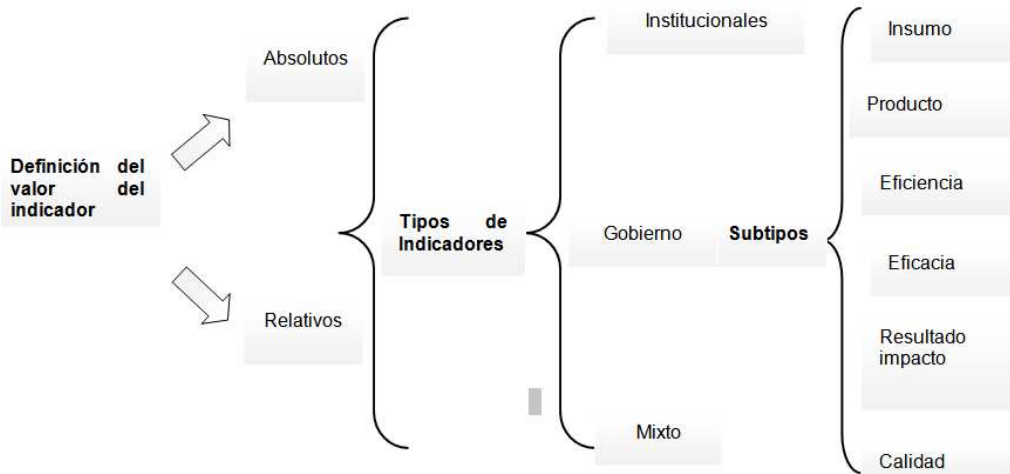 Definición del
valor del
indicador
Absolutos
Relativos
Tipos de
Indicadores
Institucionales
Gobierno
Mixto
Subtipos
Insumo
Producto
Eficiencia
Eficacia
Resultado
impacto
Calidad